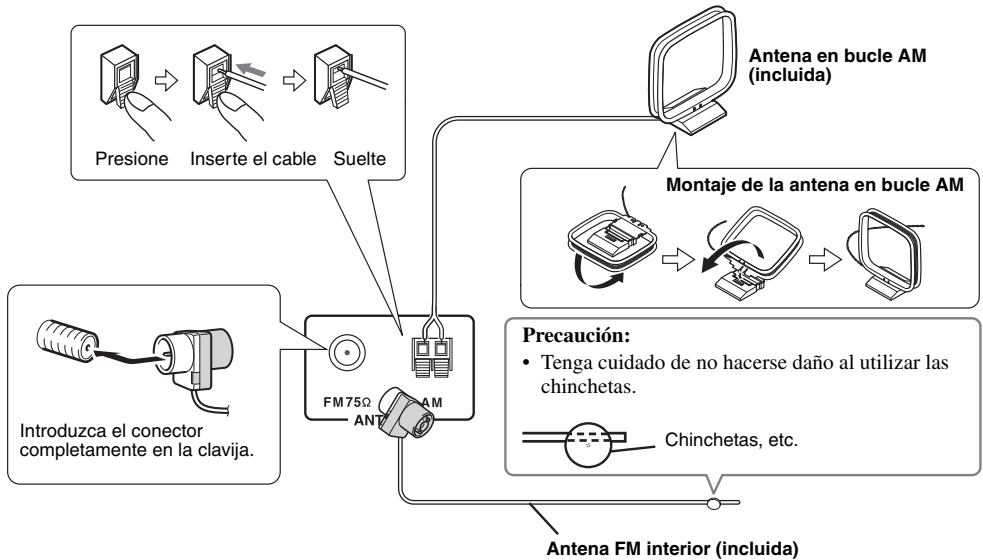 Presione
Inserte el cable
Suelte
Antena en bucle AM
(incluida)
Montaje de la antena en bucle AM
Introduzca el conector
completamente en la clavija.
FM75Ω
AM
ANT
Precaución:
• Tenga cuidado de no hacerse daño al utilizar las
chinchetas.
Chinchetas, etc.
Antena FM interior (incluida)